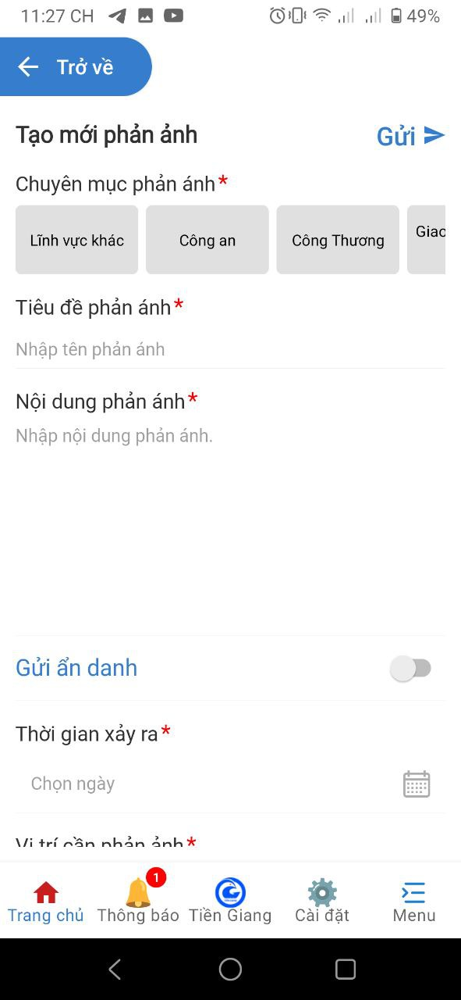 11:27 CH
49%
Trở về
Tạo mới phản ảnh
Gửi
Chuyên mục phản ánh*
Lĩnh vực khác
Công an
Công Thương
Giao
Tiêu đề phản ánh*
Nhập tên phản ánh
Nội dung phản ánh*
Nhập nội dung phản ánh.
Gửi ẩn danh
Thời gian xảy ra*
Chọn ngày
Vị trí cần phản ảnh*
1
Trang chủ
Thông báo
Tiền Giang
Cài đặt
Menu